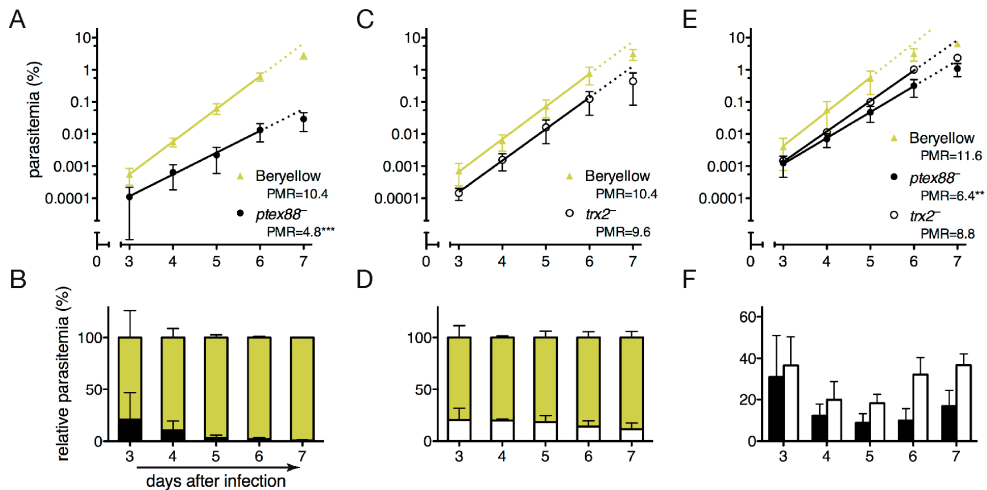 A
parasitemia (%)
10
1
0.1
0.01
0.001
0.0001
0
Beryellow
PMR=10.4
ptex88⁻
PMR=4.8***
0 3 4 5 6 7
C
10
1
0.1
0.01
0.001
0.0001
0
Beryellow
PMR=10.4
trx2⁻
PMR=9.6
0 3 4 5 6 7
E
10
1
0.1
0.01
0.001
0.0001
0
Beryellow
PMR=11.6
ptex88⁻
PMR=6.4**
trx2⁻
PMR=8.8
0 3 4 5 6 7
B
relative parasitemia (%)
100
50
0
3 4 5 6 7
days after infection
D
100
50
0
3 4 5 6 7
F
60
40
20
0
3 4 5 6 7